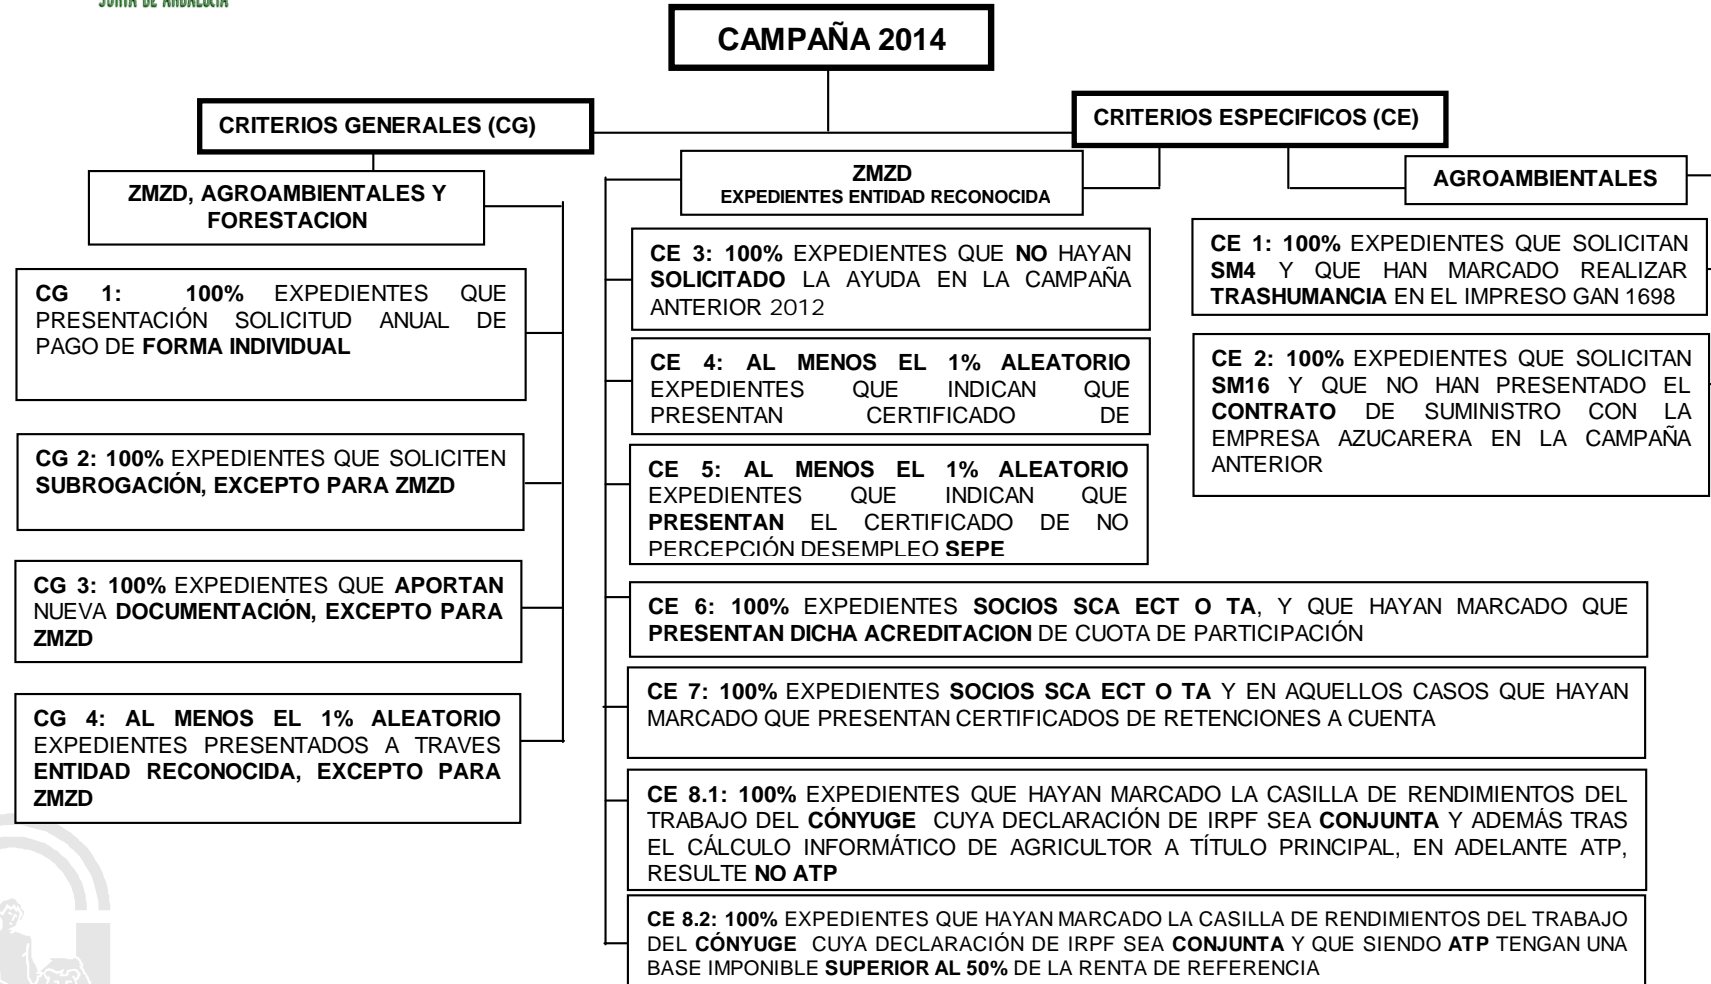 JUNTA DE ANDALUCIA
CAMPAÑA 2014
CRITERIOS GENERALES (CG)
CRITERIOS ESPECIFICOS (CE)
ZMZD, AGROAMBIENTALES Y
FORESTACION
CG 1: 100% EXPEDIENTES QUE
PRESENTACIÓN SOLICITUD ANUAL DE
PAGO DE FORMA INDIVIDUAL
CG 2: 100% EXPEDIENTES QUE SOLICITEN
SUBROGACIÓN, EXCEPTO PARA ZMZD
CG 3: 100% EXPEDIENTES QUE APORTAN
NUEVA DOCUMENTACIÓN, EXCEPTO PARA
ZMZD
CG 4: AL MENOS EL 1% ALEATORIO
EXPEDIENTES PRESENTADOS A TRAVES
ENTIDAD RECONOCIDA, EXCEPTO PARA
ZMZD
ZMZD
EXPEDIENTES ENTIDAD RECONOCIDA
CE 3: 100% EXPEDIENTES QUE NO HAYAN
SOLICITADO LA AYUDA EN LA CAMPAÑA
ANTERIOR 2012
CE 4: AL MENOS EL 1% ALEATORIO
EXPEDIENTES QUE INDICAN QUE
PRESENTAN CERTIFICADO DE
CE 5: AL MENOS EL 1% ALEATORIO
EXPEDIENTES QUE INDICAN QUE
PRESENTAN EL CERTIFICADO DE NO
PERCEPCIÓN DESEMPLEO SEPE
CE 6: 100% EXPEDIENTES SOCIOS SCA ECT O TA, Y QUE HAYAN MARCADO QUE
PRESENTAN DICHA ACREDITACION DE CUOTA DE PARTICIPACIÓN
CE 7: 100% EXPEDIENTES SOCIOS SCA ECT O TA Y EN AQUELLOS CASOS QUE HAYAN
MARCADO QUE PRESENTAN CERTIFICADOS DE RETENCIONES A CUENTA
CE 8.1: 100% EXPEDIENTES QUE HAYAN MARCADO LA CASILLA DE RENDIMIENTOS DEL
TRABAJO DEL CÓNYUGE CUYA DECLARACIÓN DE IRPF SEA CONJUNTA Y ADEMÁS TRAS
EL CÁLCULO INFORMÁTICO DE AGRICULTOR A TÍTULO PRINCIPAL, EN ADELANTE ATP,
RESULTE NO ATP
CE 8.2: 100% EXPEDIENTES QUE HAYAN MARCADO LA CASILLA DE RENDIMIENTOS DEL TRABAJO
DEL CÓNYUGE CUYA DECLARACIÓN DE IRPF SEA CONJUNTA Y QUE SIENDO ATP TENGAN UNA
BASE IMPONIBLE SUPERIOR AL 50% DE LA RENTA DE REFERENCIA
AGROAMBIENTALES
CE 1: 100% EXPEDIENTES QUE SOLICITAN
SM4 Y QUE HAN MARCADO REALIZAR
TRASHUMANCIA EN EL IMPRESO GAN 1698
CE 2: 100% EXPEDIENTES QUE SOLICITAN
SM16 Y QUE NO HAN PRESENTADO EL
CONTRATO DE SUMINISTRO CON LA
EMPRESA AZUCARERA EN LA CAMPAÑA
ANTERIOR